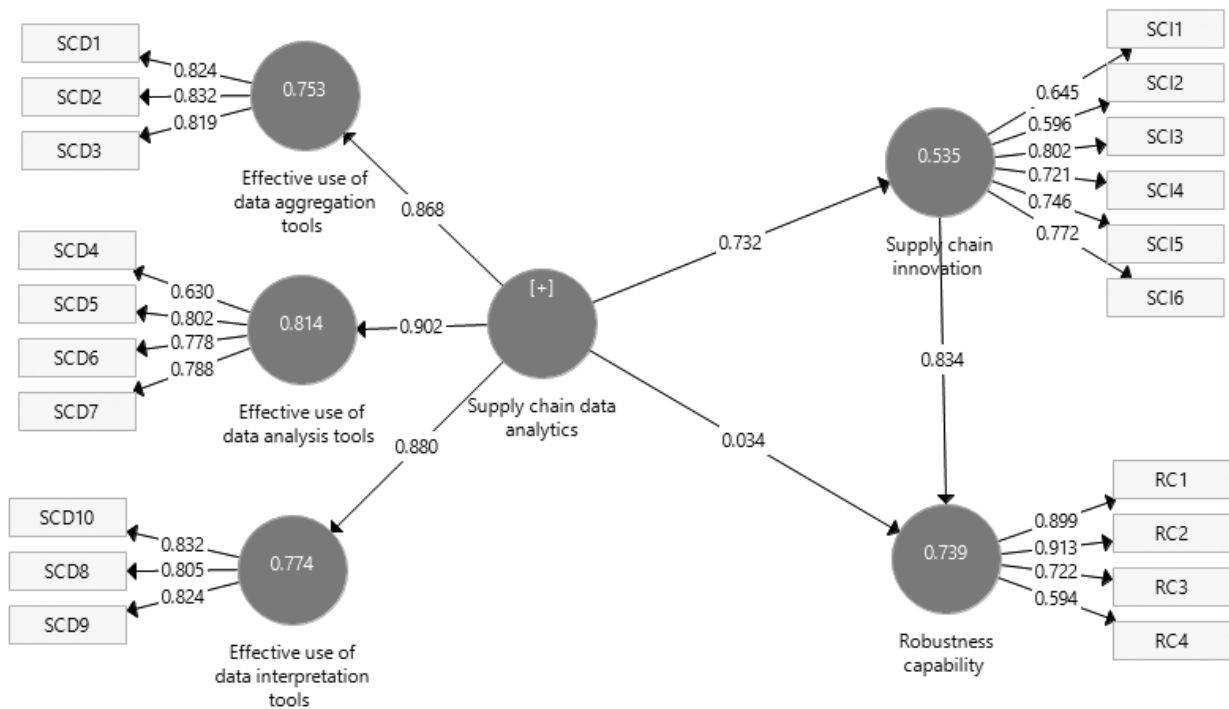 SCD1
SCD2
SCD3
0.824
0.832
0.819
0.753
Effective use of
data aggregation
tools
0.868
SCD4
SCD5
SCD6
SCD7
0.630
0.802
0.778
0.788
0.814
Effective use of
data analysis tools
0.902
SCD10
SCD8
SCD9
0.832
0.805
0.824
0.774
Effective use of
data interpretation
tools
0.880
[+]
Supply chain data
analytics
0.732
0.034
0.535
Supply chain
innovation
0.645
0.596
0.802
0.721
0.746
0.772
SCI1
SCI2
SCI3
SCI4
SCI5
SCI6
0.834
0.739
Robustness
capability
0.899
0.913
0.722
0.594
RC1
RC2
RC3
RC4